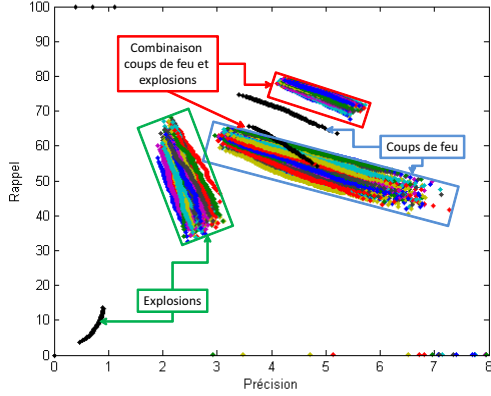 100
90
80
70
60
50
40
30
20
10
0
Rappel
Combinaison
coups de feu et
explosions
Coups de feu
Explosions
0 1 2 3 4 5 6 7 8
Précision